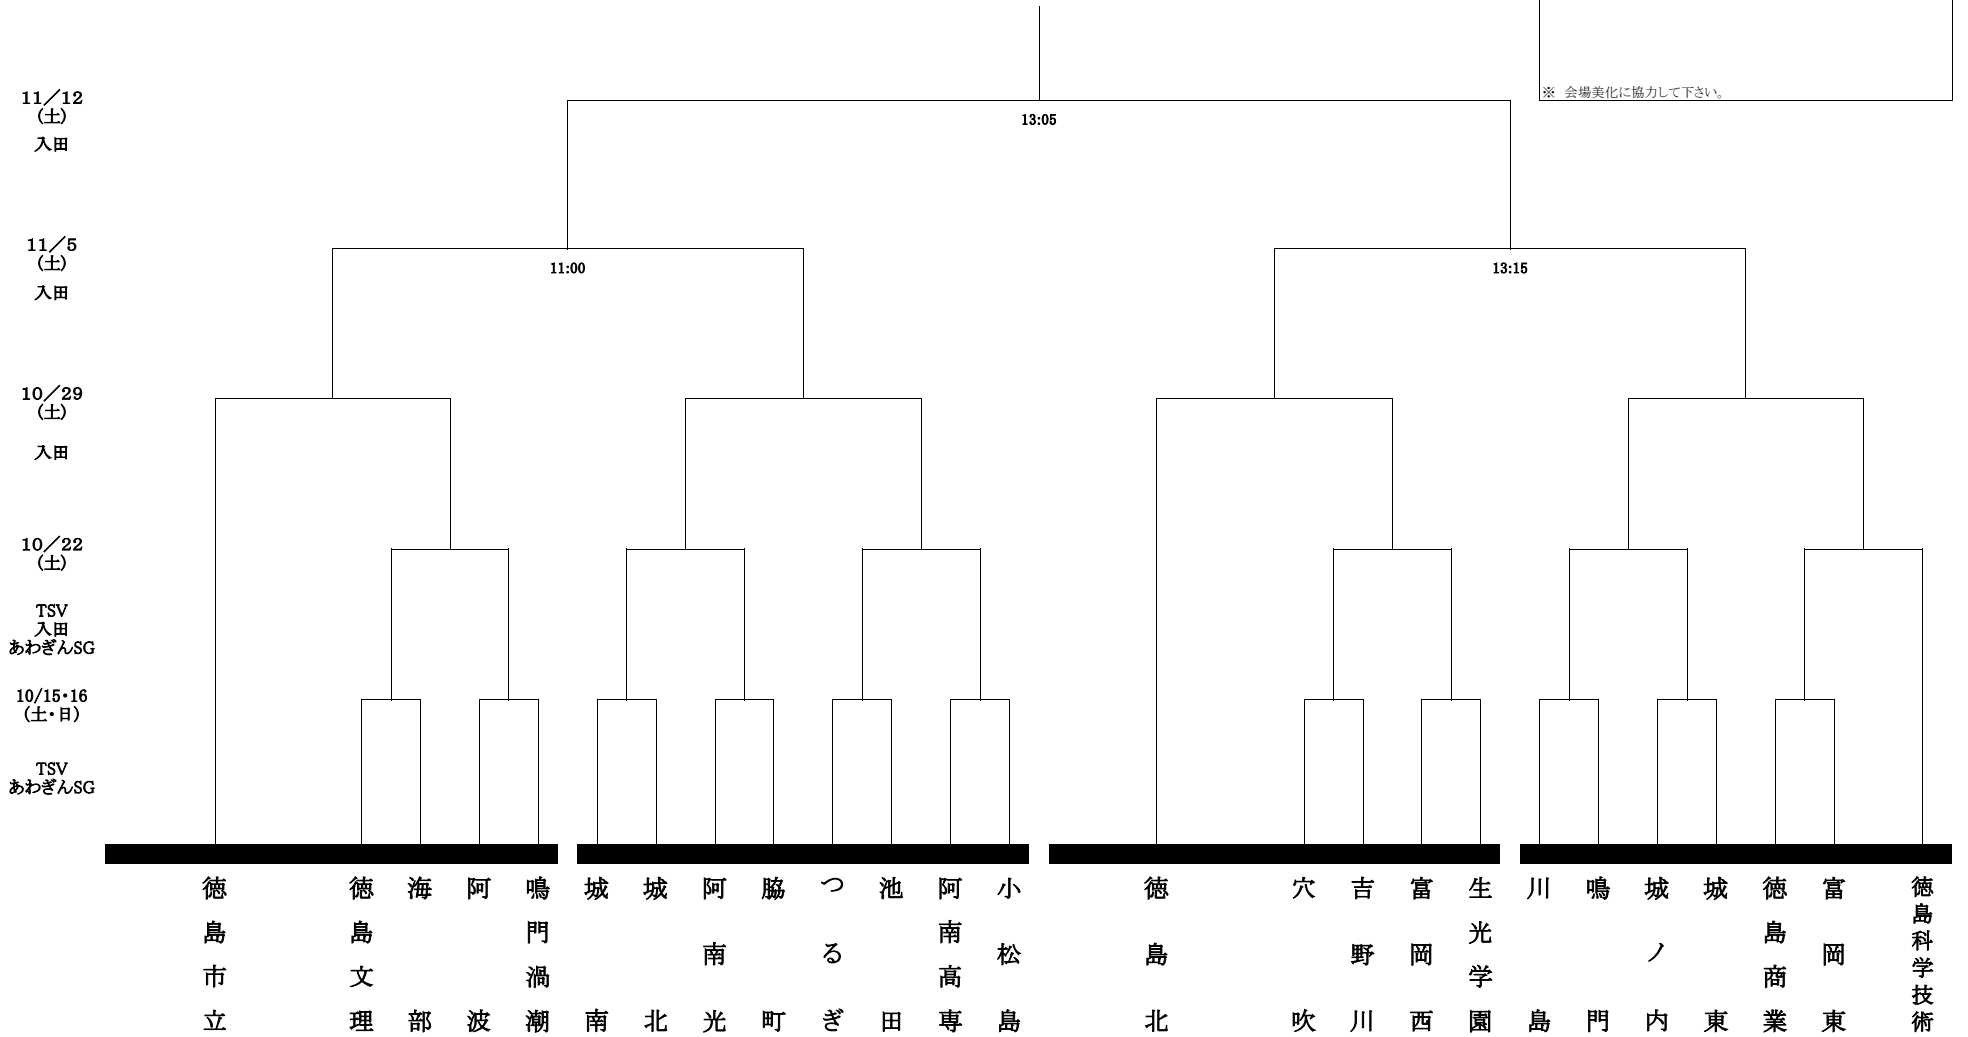 ※　会場美化に協力して下さい。
11／12
(土)
入田
13:05
11／5
(土)
入田
11:00
13:15
10／29
(土)
入田
10／22
(土)
TSV
入田
あわぎんSG
10/15・16
(土・日)
TSV
あわぎんSG
徳島市立
徳島文理
海部
阿波
鳴門渦潮
城南
城北
阿南光
脇町
つるぎ
池田
阿南高専
小松島
徳島北
穴吹
吉野川
富岡西
生光学園
川島
鳴門
城ノ内
城東
徳島商業
富岡東
徳島科学技術